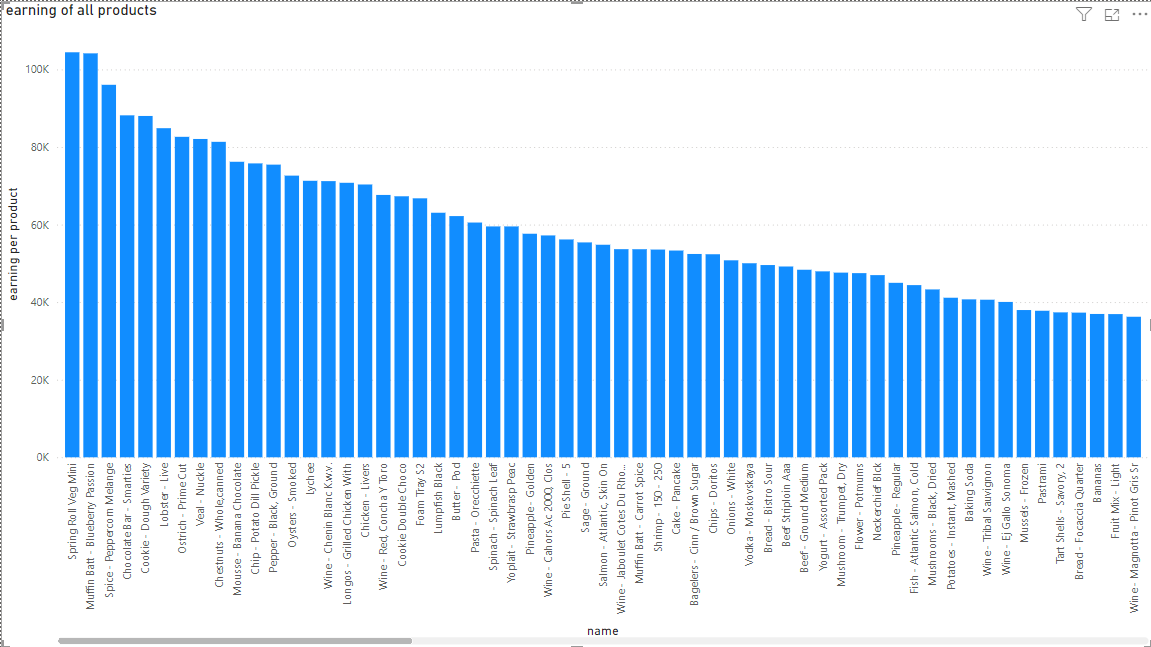 earning of all products
earning per product
100K
80K
60K
40K
20K
0K
Spring Roll Veg Mini
Muffin Batt - Blueberry Passion
Spice - Peppercorn Melange
Chocolate Bar - Smarties
Cookie - Dough Variety
Lobster - Live
Ostrich - Prime Cut
Veal - Nuckle
Chestnuts - Whole,canned
Mousse - Banana Chocolate
Chip - Potato Dill Pickle
Pepper - Black, Ground
Oysters - Smoked
Lychee
Wine - Chenin Blanc K.w.v.
Longos - Grilled Chicken With
Chicken - Livers
Wine - Red, Concha Y Toro
Cookie Double Choco
Foam Tray S2
Lumpfish Black
Butter - Pod
Pasta - Orecchiette
Spinach - Spinach Leaf
Yoplait - Strawbrasp Peac
Pineapple - Golden
Wine - Cahors Ac 2000, Clos
Pie Shell - 5
Sage - Ground
Salmon - Atlantic, Skin On
Wine - Jaboulet Cotes Du Rho...
Muffin Batt - Carrot Spice
Shrimp - 150 - 250
Cake - Pancake
Bagelers - Cinn / Brown Sugar
Chips - Doritos
Onions - White
Vodka - Moskovskaya
Bread - Bistro Sour
Beef Striploin Aaa
Beef - Ground Medium
Yogurt - Assorted Pack
Mushroom - Trumpet, Dry
Flower - Potmums
Neckerchief Blck
Pineapple - Regular
Fish - Atlantic Salmon, Cold
Mushrooms - Black, Dried
Potatoes - Instant, Mashed
Baking Soda
Wine - Tribal Sauvignon
Wine - Ej Gallo Sonoma
Mussels - Frozen
Pastrami
Tart Shells - Savory, 2
Bread - Foccaccia Quarter
Bananas
Fruit Mix - Light
Wine - Magnotta - Pinot Gris Sr
name